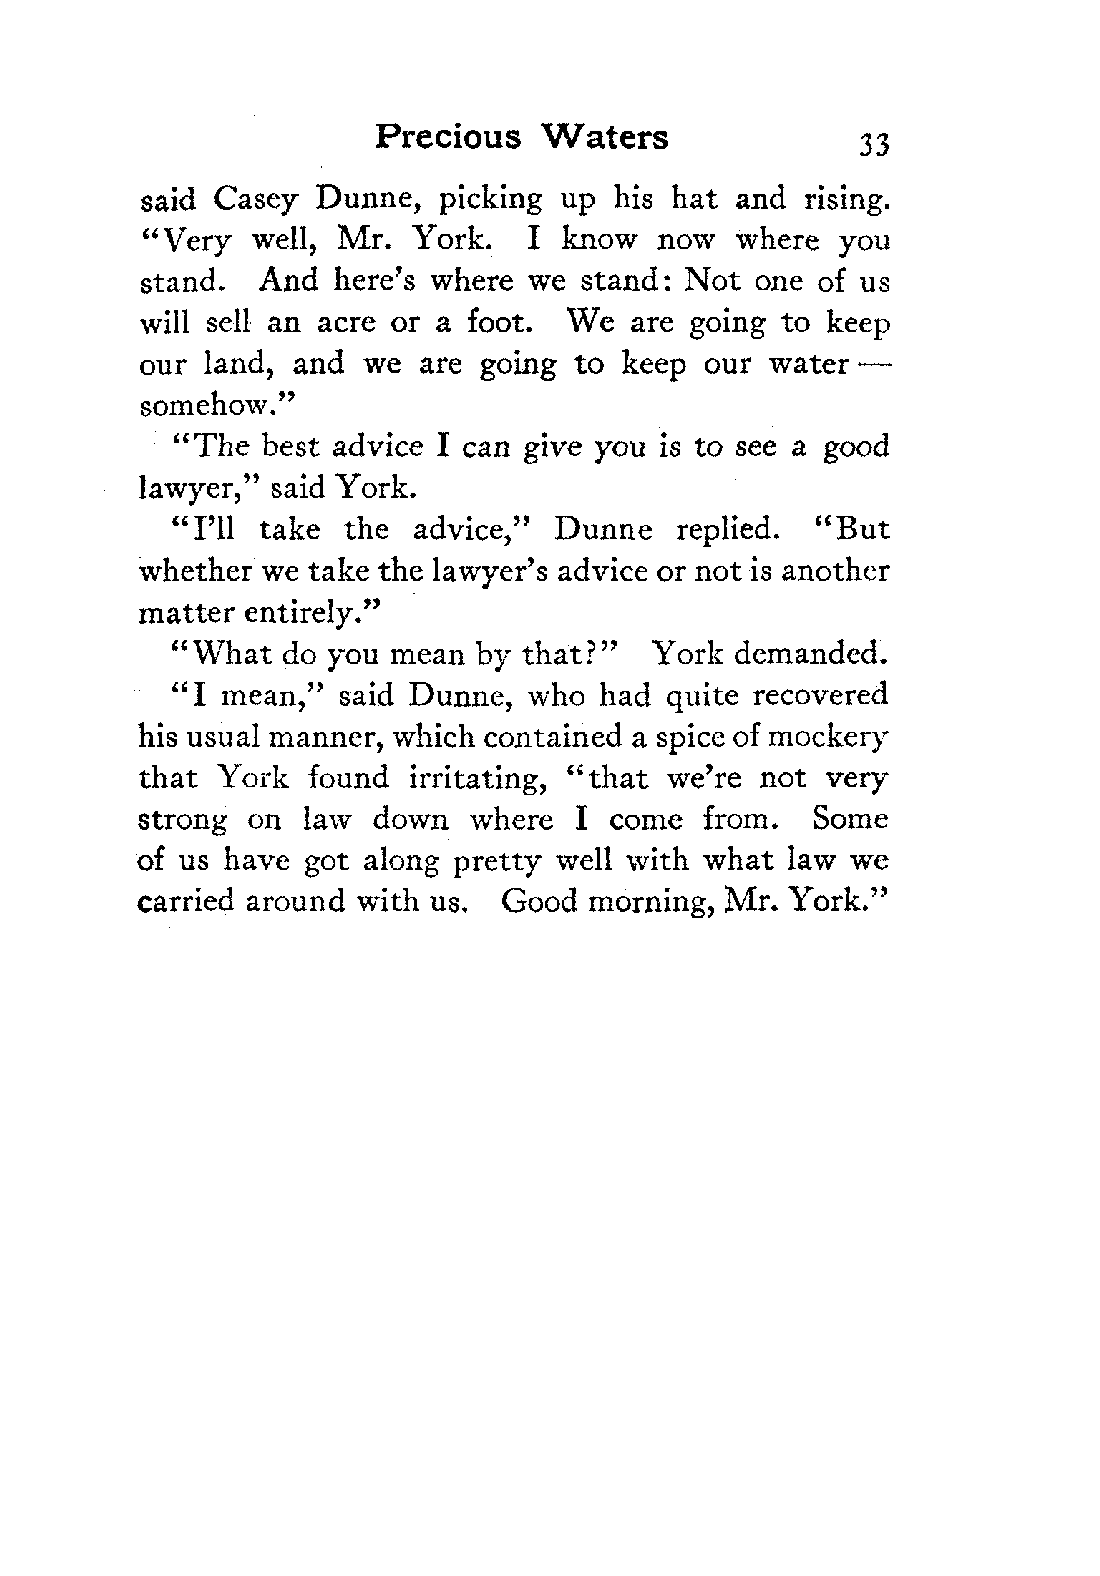 Precious Waters 33
said Casey Dunne, picking up his hat and rising.
“Very well, Mr. York. I know now where you
stand. And here’s where we stand: Not one of us
will sell an acre or a foot. We are going to keep
our land, and we are going to keep our water —
somehow.”
“The best advice I can give you is to see a good
lawyer,” said York.
“I’ll take the advice,” Dunne replied. “But
whether we take the lawyer’s advice or not is another
matter entirely.”
“What do you mean by that?” York demanded.
“I mean,” said Dunne, who had quite recovered
his usual manner, which contained a spice of mockery
that York found irritating, “that we’re not very
strong on law down where I come from. Some
of us have got along pretty well with what law we
carried around with us. Good morning, Mr. York.”